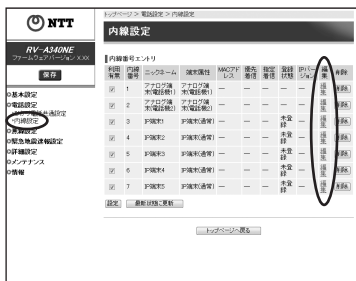 トップページ > 電話設定 > 内線設定
NTT
RV-A340NE
ファームウェアバージョン X.XX
保存
基本設定
電話設定
内線設定
無線設定
緊急地震速報設定
詳細設定
メンテナンス
情報
内線設定
内線番号エントリ
利用有無 内線番号 ニックネーム 端末属性 MACアドレス 優先着信 指定着信 登録状態 IPバージョン 編集 削除
1 アナログ端末(電話機1) アナログ端末(電話機1) — — — — — 編集 削除
2 アナログ端末(電話機2) アナログ端末(電話機2) — — — — — 編集 削除
3 IP端末1 IP端末(通常) — — — 未登録 — 編集 削除
4 IP端末2 IP端末(通常) — — — 未登録 — 編集 削除
5 IP端末3 IP端末(通常) — — — 未登録 — 編集 削除
6 IP端末4 IP端末(通常) — — — 未登録 — 編集 削除
7 IP端末5 IP端末(通常) — — — 未登録 — 編集 削除
設定 最新状態に更新
トップページへ戻る